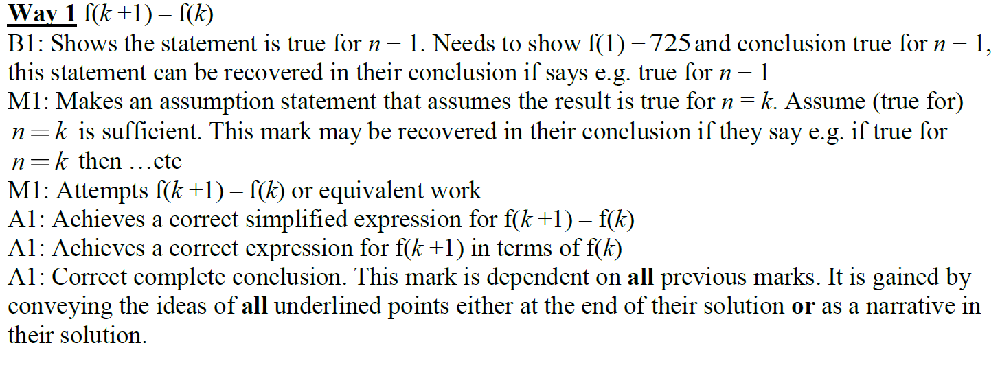 Way 1 f(k +1) – f(k)
B1: Shows the statement is true for n = 1. Needs to show f(1) = 725 and conclusion true for n = 1,
this statement can be recovered in their conclusion if says e.g. true for n = 1
M1: Makes an assumption statement that assumes the result is true for n = k. Assume (true for)
n = k is sufficient. This mark may be recovered in their conclusion if they say e.g. if true for
n = k then …etc
M1: Attempts f(k +1) – f(k) or equivalent work
A1: Achieves a correct simplified expression for f(k +1) – f(k)
A1: Achieves a correct expression for f(k +1) in terms of f(k)
A1: Correct complete conclusion. This mark is dependent on all previous marks. It is gained by
conveying the ideas of all underlined points either at the end of their solution or as a narrative in
their solution.